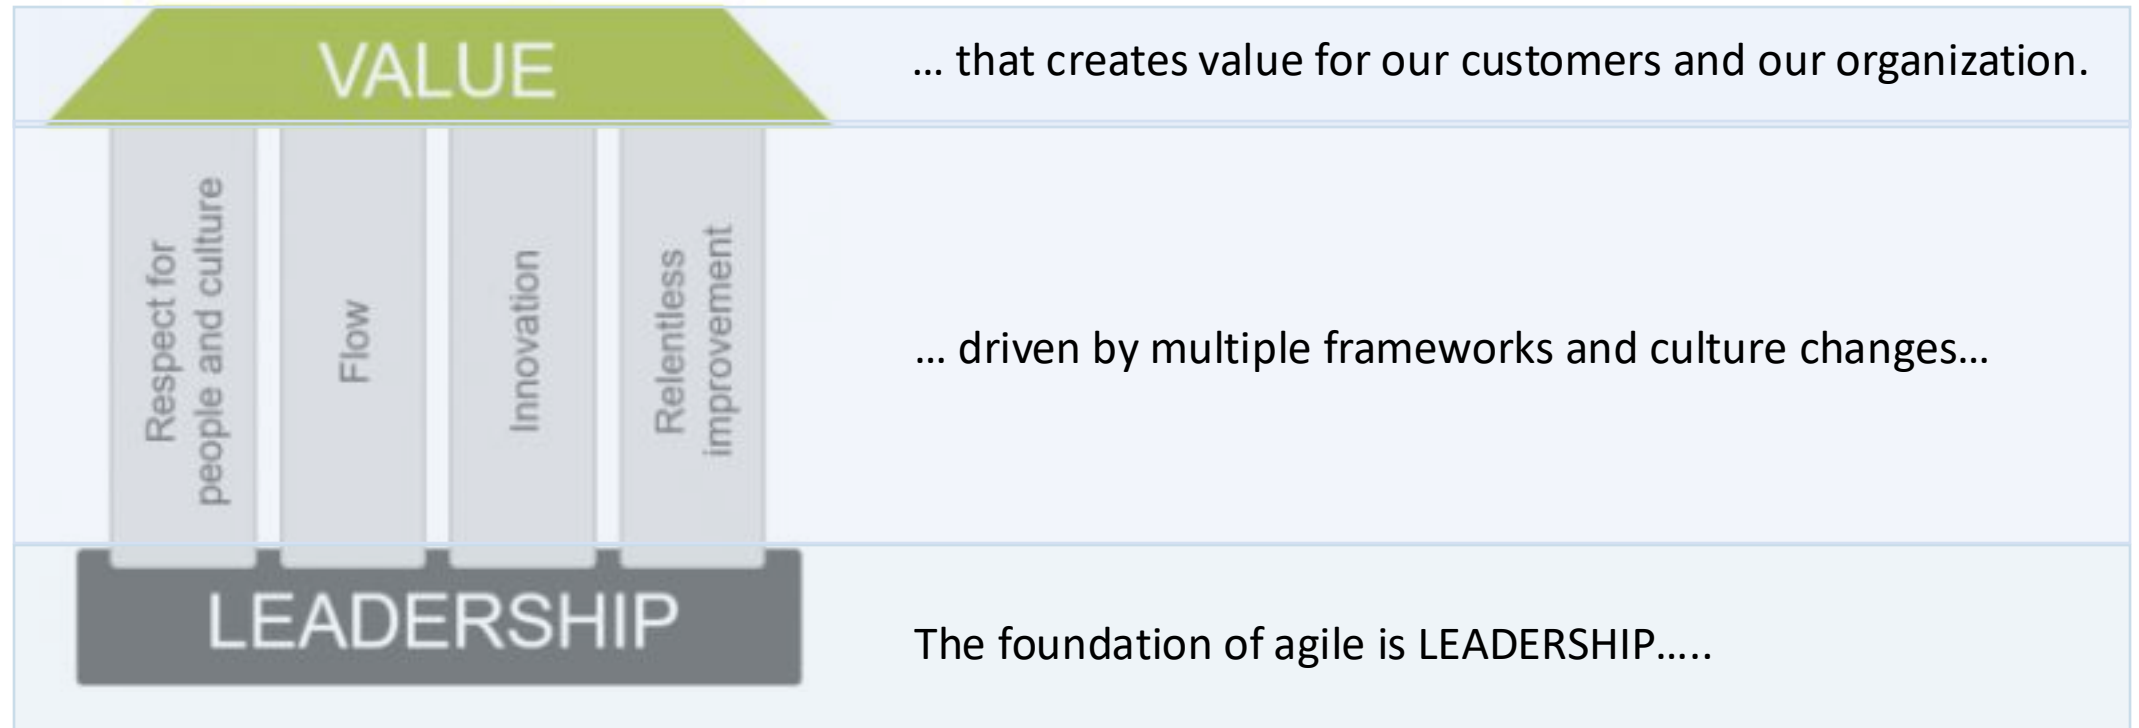 VALUE
... that creates value for our customers and our organization.
Respect for
people and culture
Flow
Innovation
Relentless
improvement
... driven by multiple frameworks and culture changes...
LEADERSHIP
The foundation of agile is LEADERSHIP.....